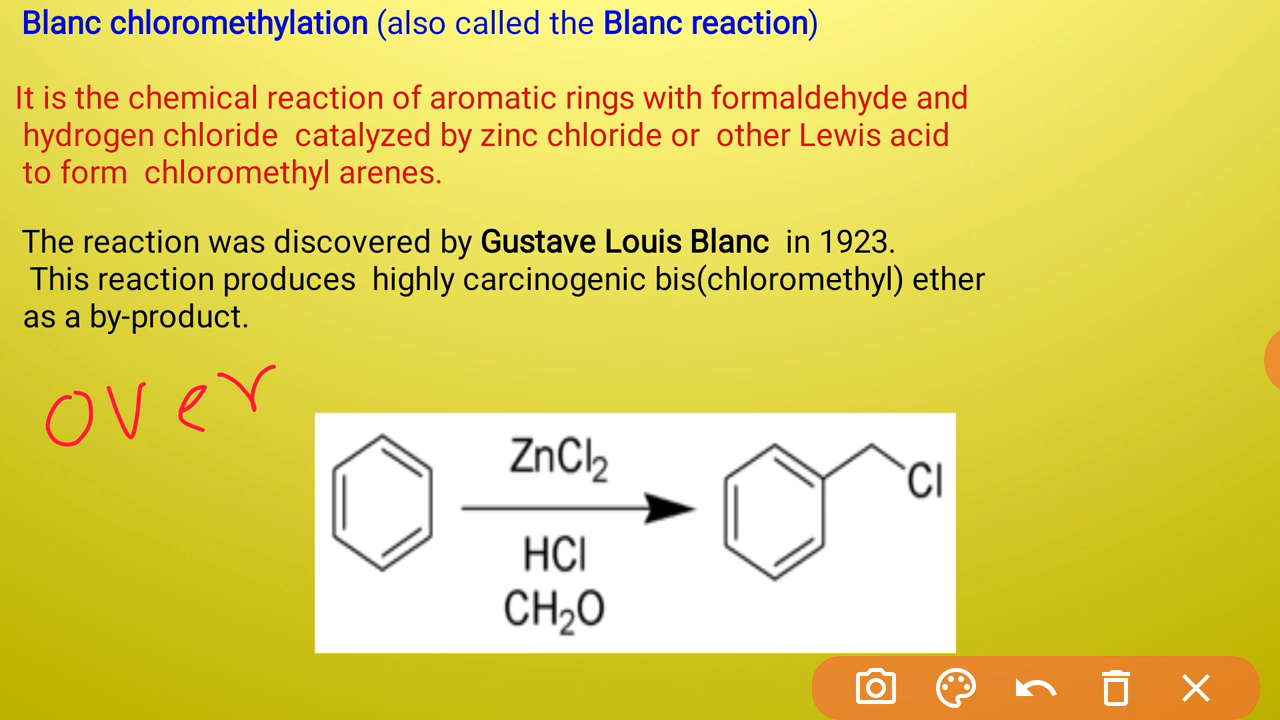 Blanc chloromethylation (also called the Blanc reaction)
It is the chemical reaction of aromatic rings with formaldehyde and
hydrogen chloride catalyzed by zinc chloride or other Lewis acid
to form chloromethyl arenes.
The reaction was discovered by Gustave Louis Blanc in 1923.
This reaction produces highly carcinogenic bis(chloromethyl) ether
as a by-product.
over
ZnCl₂
HCl
CH₂O
Cl